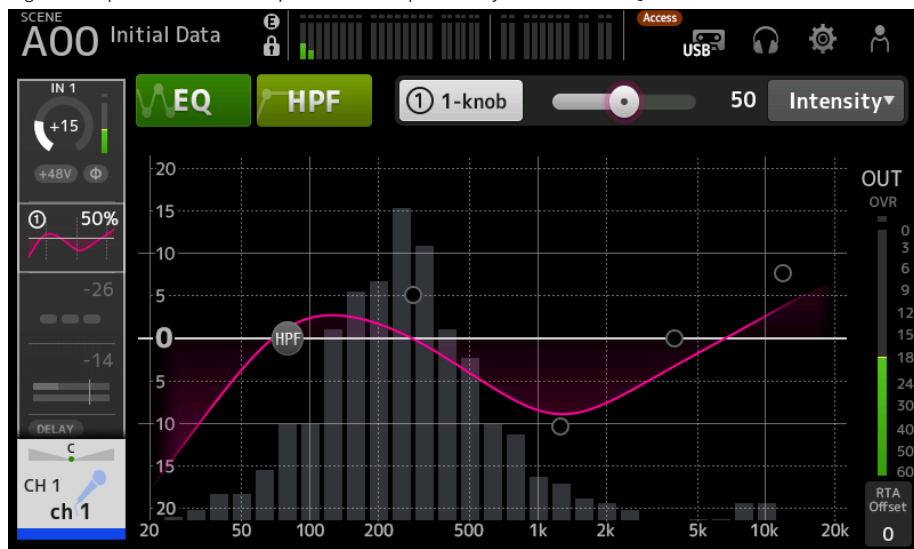 SCENE
A00 Initial Data
E
Access
USB
IN 1
+15
+48V Φ
① 50%
-26
-14
DELAY
C
CH 1
ch 1
EQ
HPF
① 1-knob
50 Intensity
20
15
10
5
0
5
10
15
20
HPF
20 50 100 200 500 1k 2k 5k 10k 20k
OUT
OVR
0
3
6
9
12
15
18
24
30
40
50
60
RTA
Offset
0